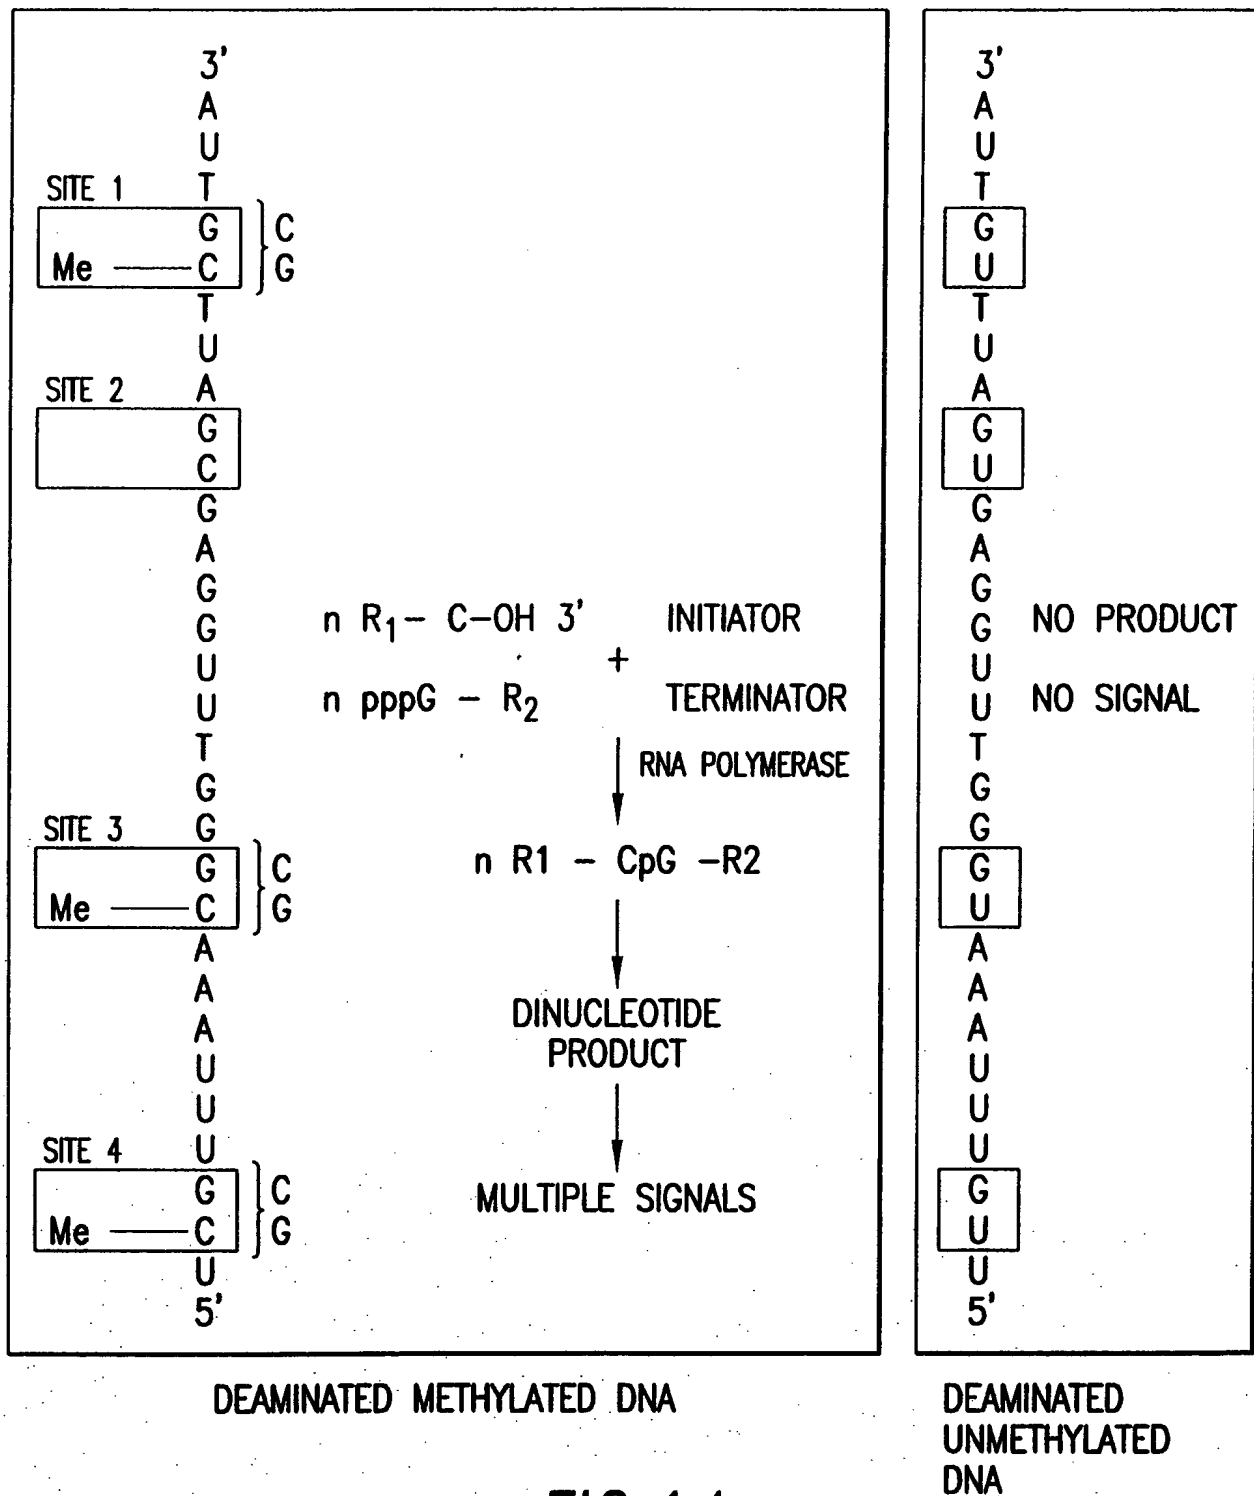 3'
A
U
SITE 1 T
G C
Me C G
T
U
SITE 2 A
G
C
G
A
G
G
U
U
T
G
SITE 3 G
G C
Me C G
A
A
A
U
U
SITE 4 U
G C
Me C G
U
5'
n R1 – C–OH 3' INITIATOR
+
n pppG – R2 TERMINATOR
RNA POLYMERASE
n R1 – CpG –R2
DINUCLEOTIDE
PRODUCT
MULTIPLE SIGNALS
DEAMINATED METHYLATED DNA
3'
A
U
T
G
U
T
U
A
G
U
G
A
G
G NO PRODUCT
U
U NO SIGNAL
T
G
G
G
U
A
A
A
U
U
U
G
U
U
5'
DEAMINATED
UNMETHYLATED
DNA